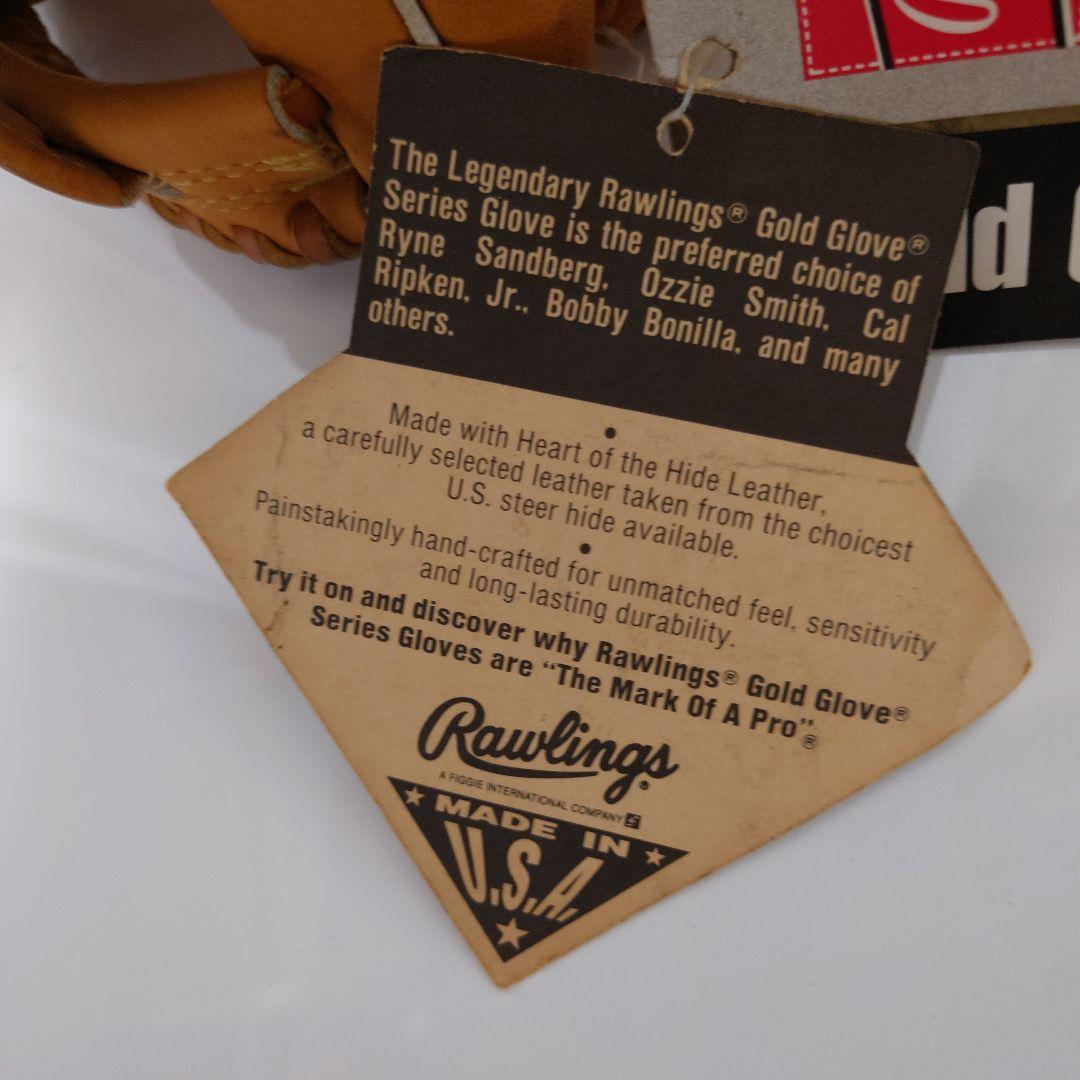 The Legendary Rawlings® Gold Glove®
Series Glove is the preferred choice of
Ryne Sandberg, Ozzie Smith, Cal
Ripken, Jr., Bobby Bonilla, and many
others.
•
Made with Heart of the Hide Leather,
a carefully selected leather taken from the choicest
U.S. steer hide available.
•
Painstakingly hand-crafted for unmatched feel, sensitivity
and long-lasting durability.
Try it on and discover why Rawlings® Gold Glove®
Series Gloves are “The Mark Of A Pro”®
Rawlings®
A FIGGIE INTERNATIONAL COMPANY
MADE IN
U.S.A.